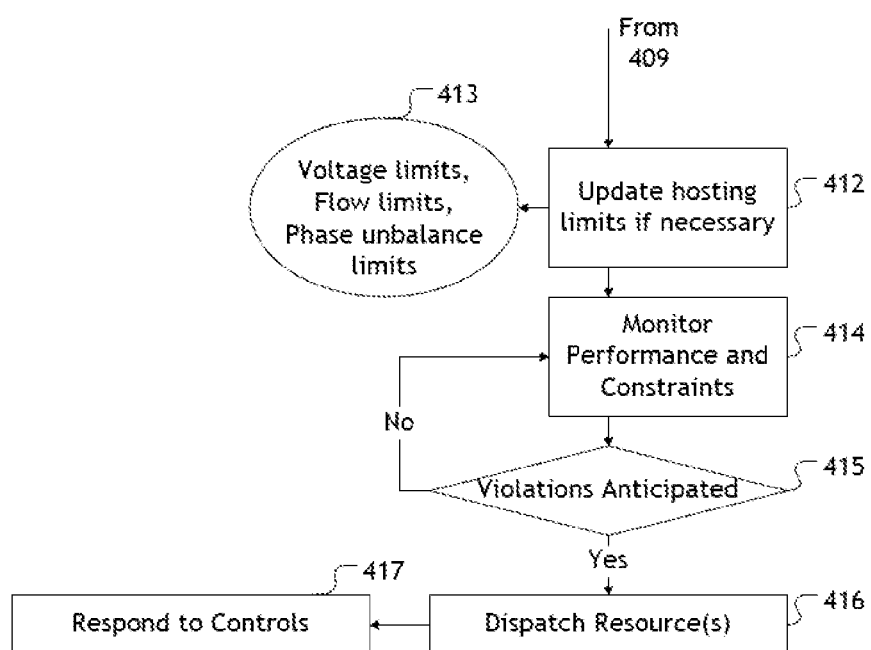 From
409
413
Voltage limits,
Flow limits,
Phase unbalance
limits
Update hosting
limits if necessary
412
Monitor
Performance and
Constraints
414
No
Violations Anticipated
415
Yes
417
Respond to Controls
Dispatch Resource(s)
416